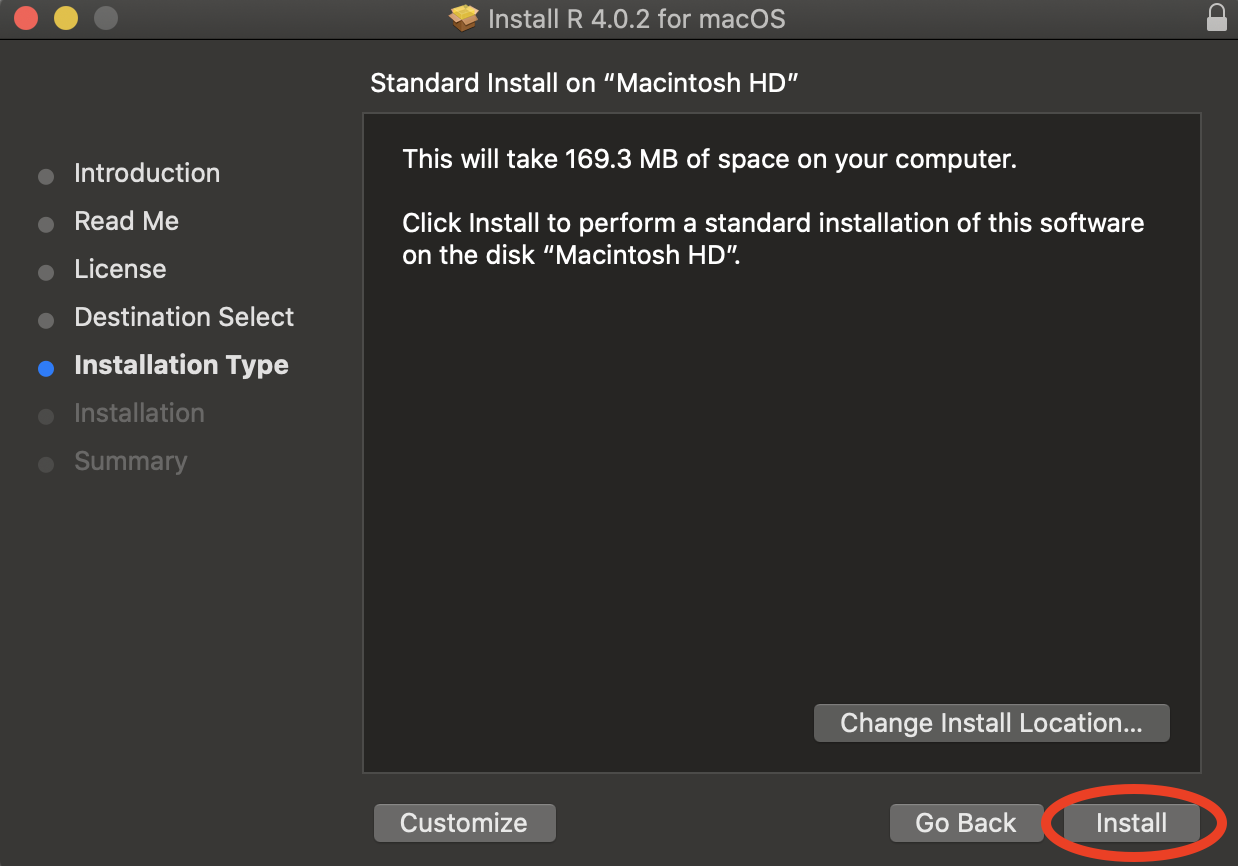 Install R 4.0.2 for macOS
Standard Install on “Macintosh HD”
Introduction
Read Me
License
Destination Select
Installation Type
Installation
Summary
This will take 169.3 MB of space on your computer.
Click Install to perform a standard installation of this software
on the disk “Macintosh HD”.
Change Install Location...
Customize
Go Back
Install